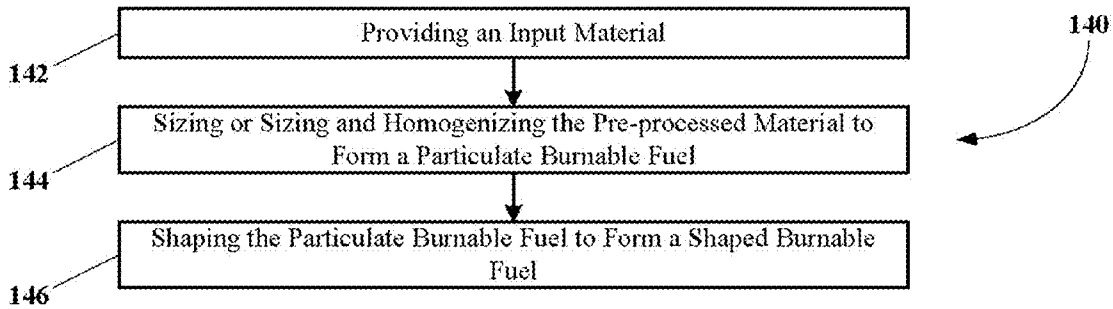 Providing an Input Material
140
142
Sizing or Sizing and Homogenizing the Pre-processed Material to
Form a Particulate Burnable Fuel
144
Shaping the Particulate Burnable Fuel to Form a Shaped Burnable
Fuel
146